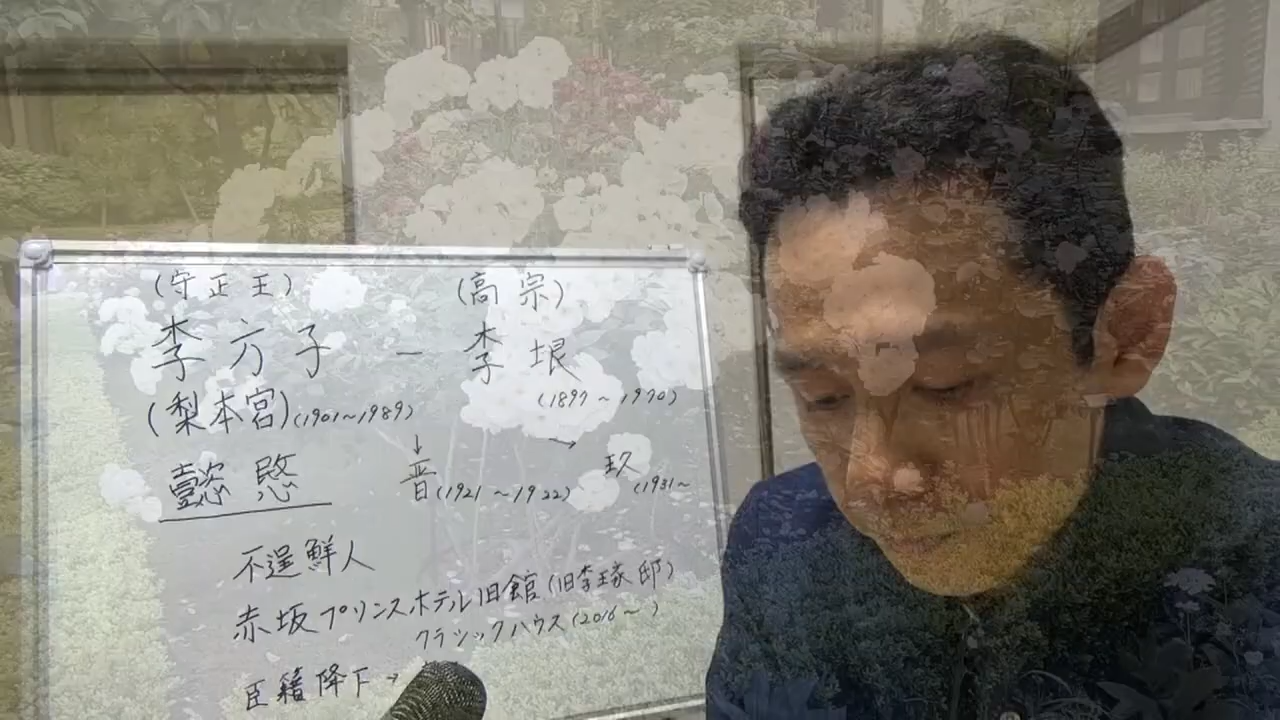 (守正王) (高宗)
李方子 － 李垠
(梨本宮)(1901～1989) (1897～1970)
↓ →
懿愍 晋(1921～1922) 玖(1931～
不逞鮮人
赤坂プリンスホテル旧館(旧李王家邸)
クラシックハウス(2016～)
臣籍降下→